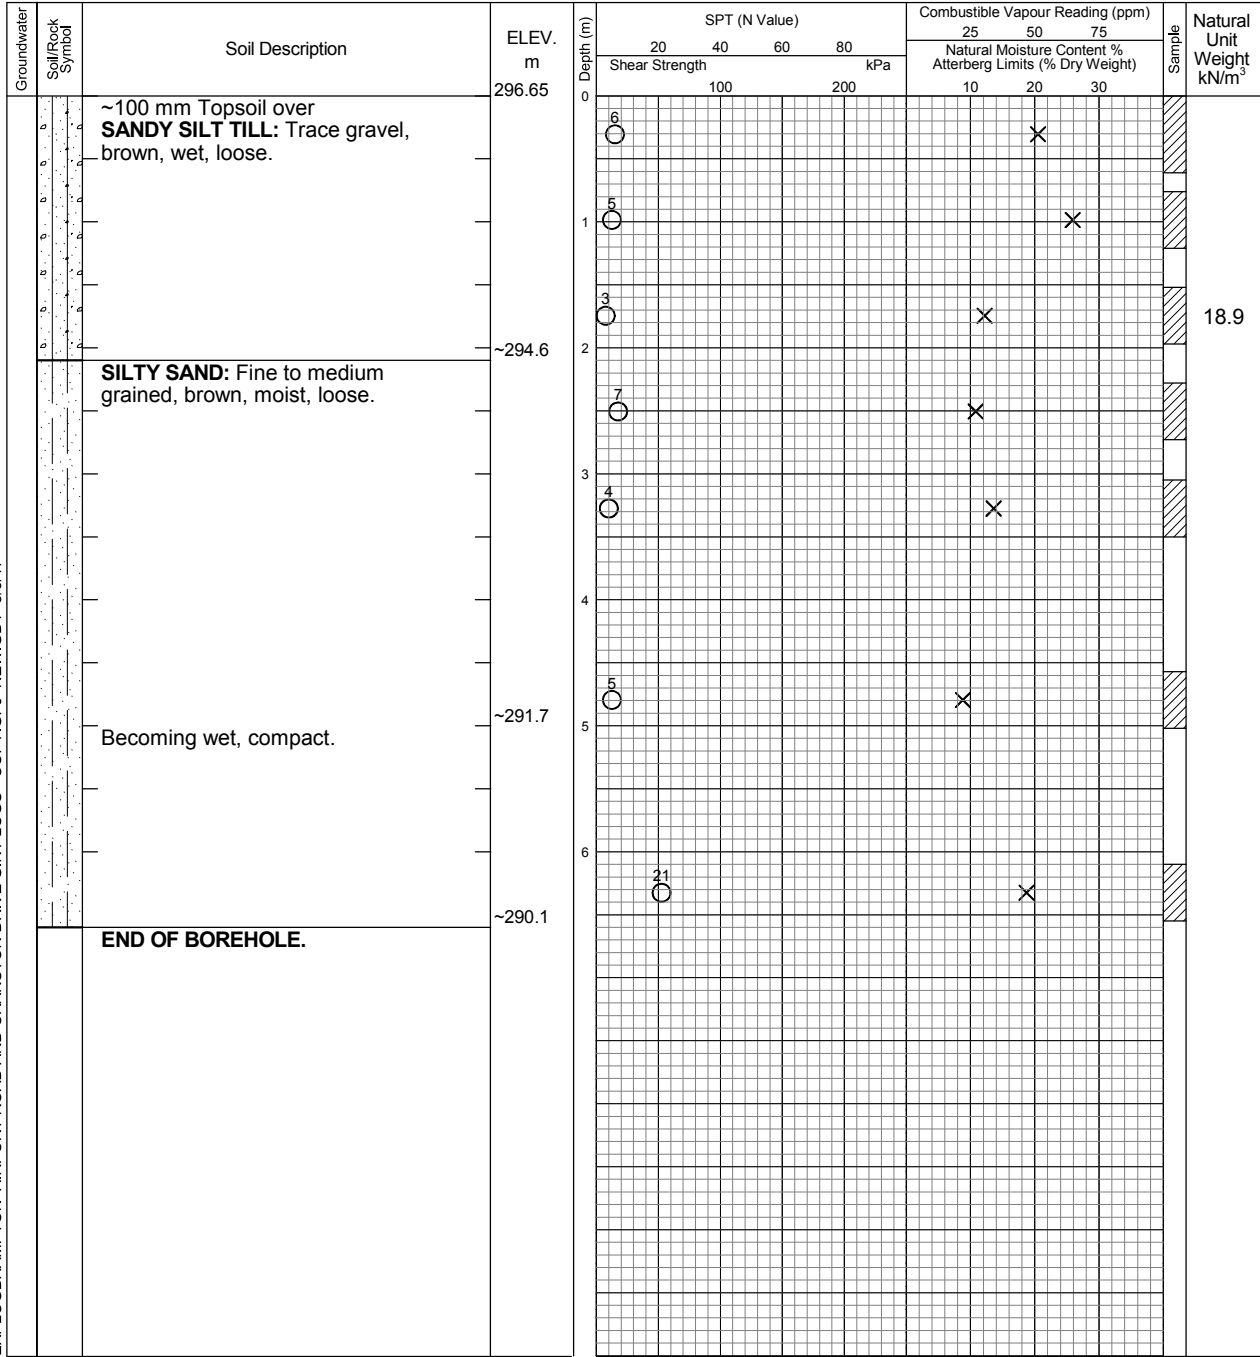 Groundwater
Soil/Rock
Symbol
Soil Description
ELEV.
m
296.65
Depth (m)
SPT (N Value)
20 40 60 80
Shear Strength kPa
100 200
Combustible Vapour Reading (ppm)
25 50 75
Natural Moisture Content %
Atterberg Limits (% Dry Weight)
10 20 30
Sample
Natural
Unit
Weight
kN/m³
0
~100 mm Topsoil over
SANDY SILT TILL: Trace gravel,
brown, wet, loose.
6
5
1
3
18.9
2
~294.6
SILTY SAND: Fine to medium
grained, brown, moist, loose.
7
3
4
4
5
~291.7
5
Becoming wet, compact.
6
21
~290.1
END OF BOREHOLE.